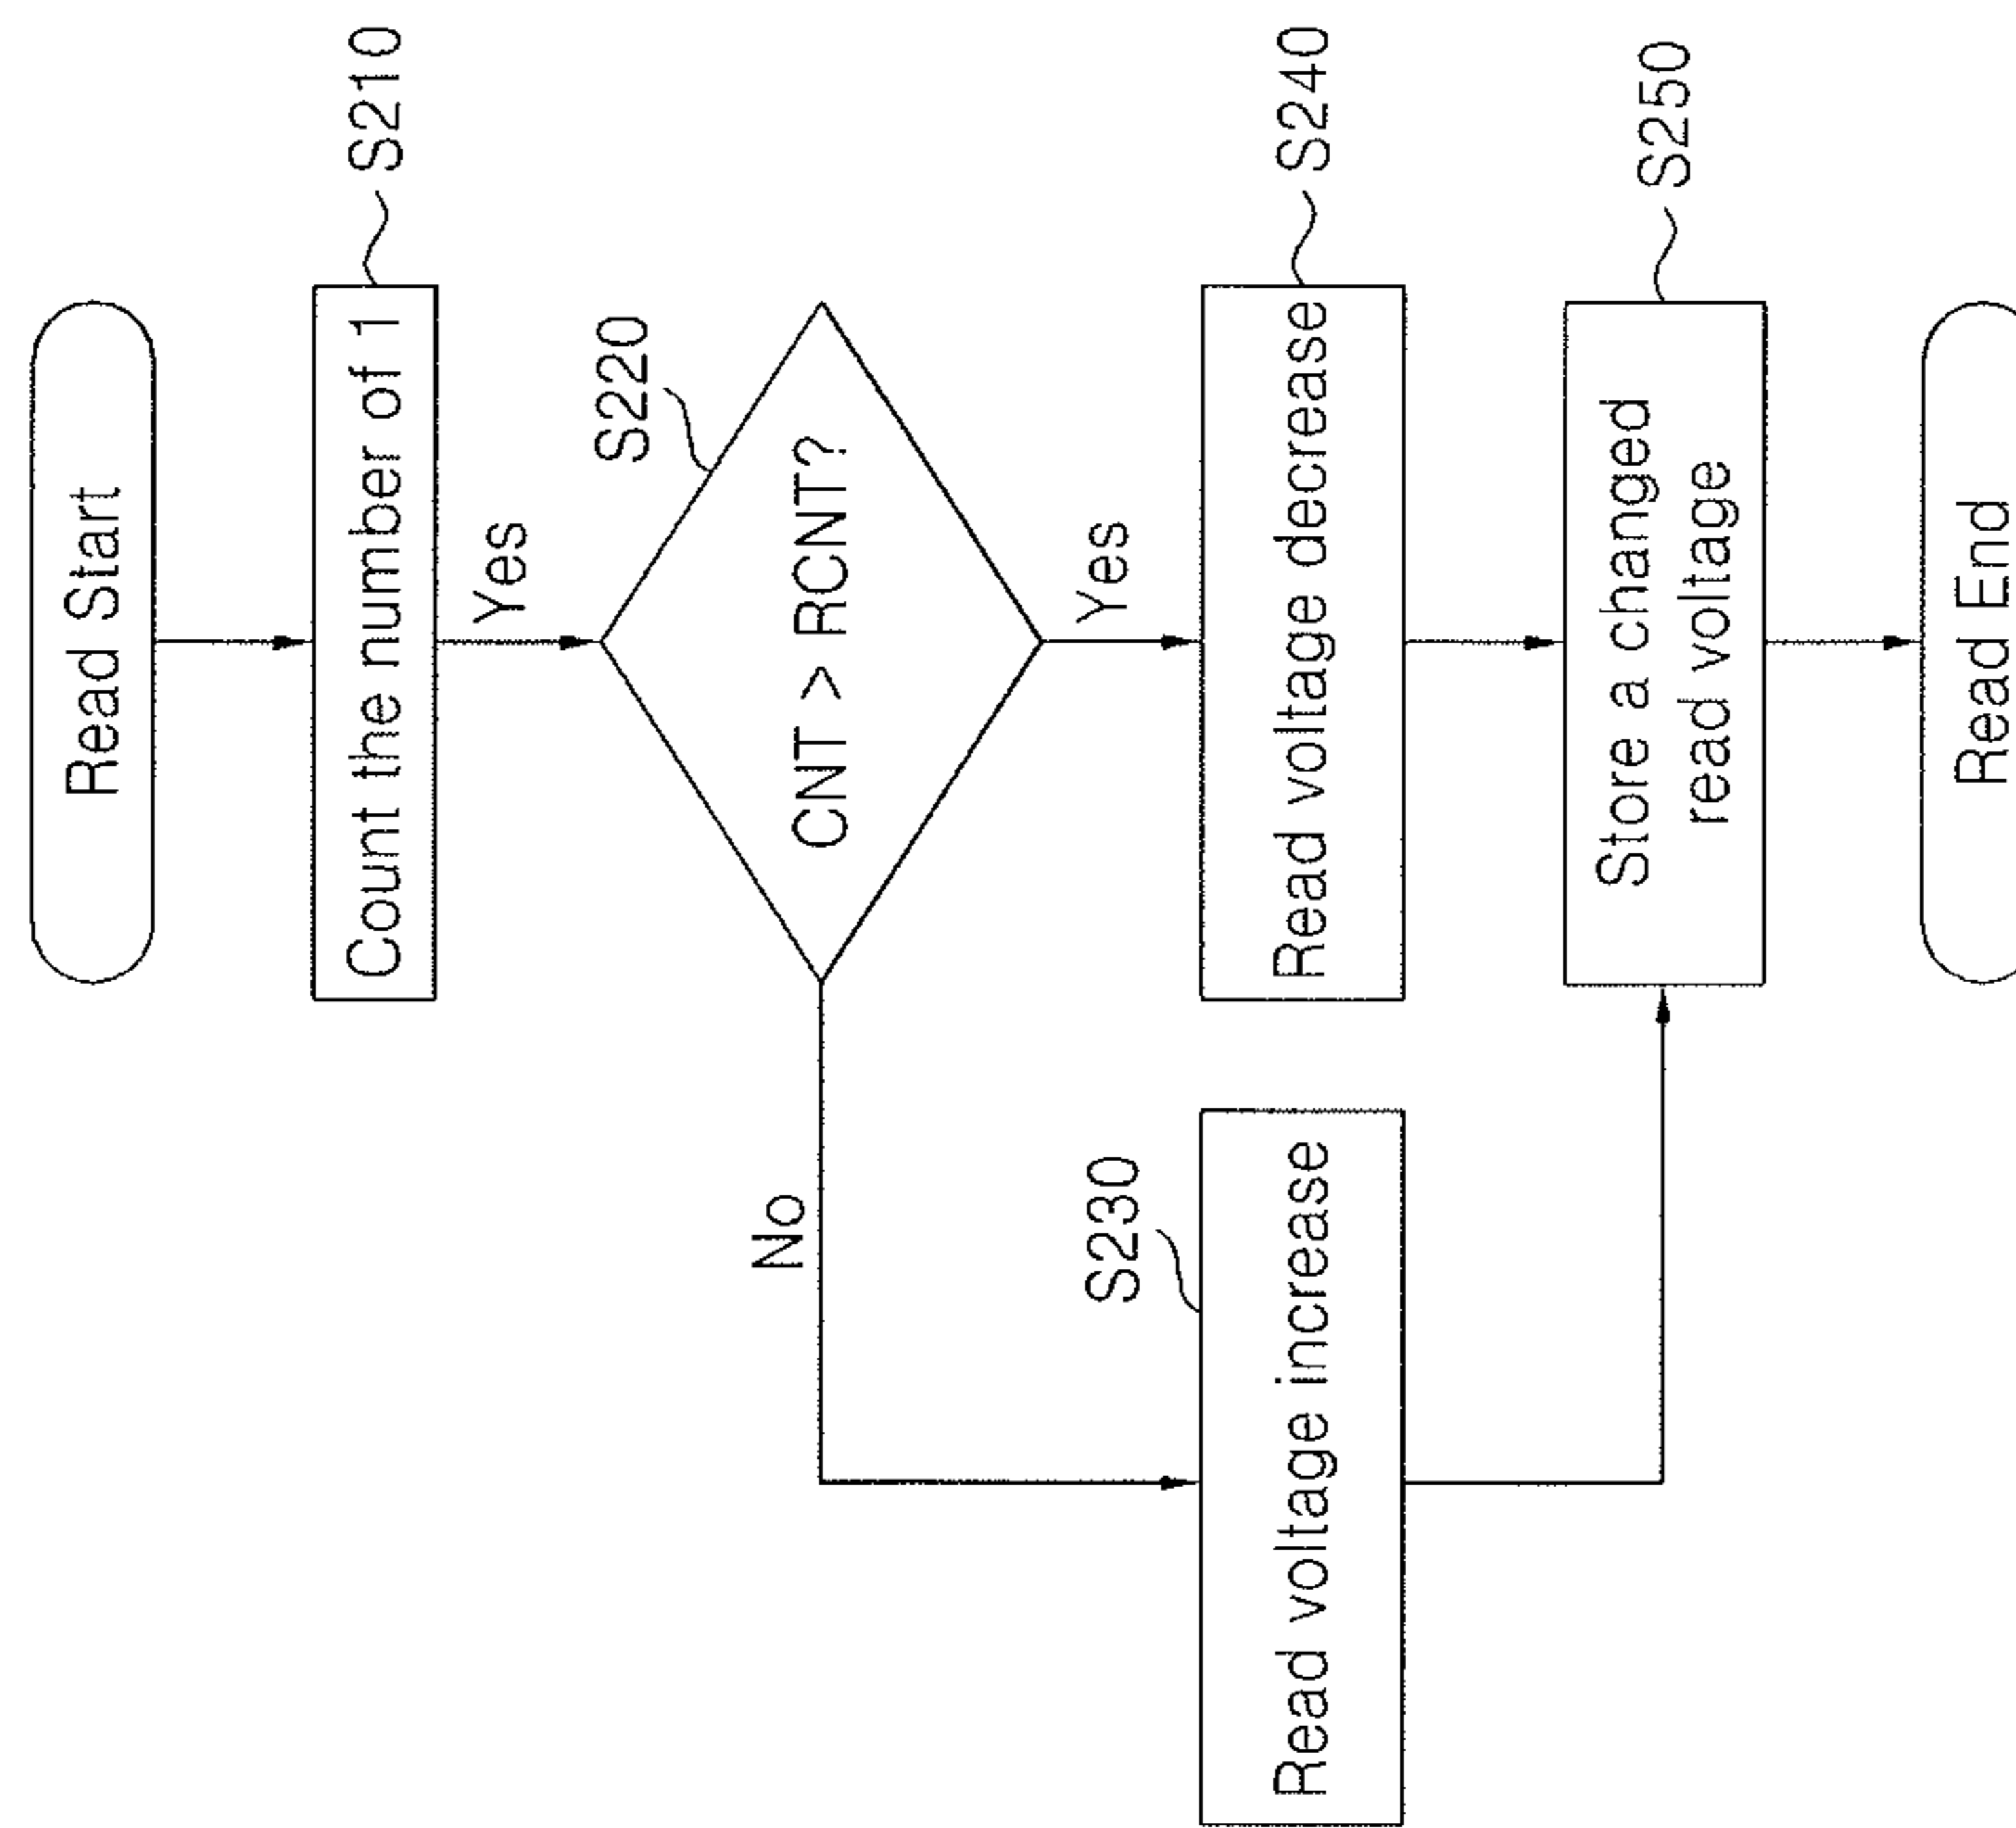 Read Start
Count the number of 1
S210
Yes
S220
CNT > RCNT?
No
Yes
S230
Read voltage increase
Read voltage decrease
S240
Store a changed
read voltage
S250
Read End